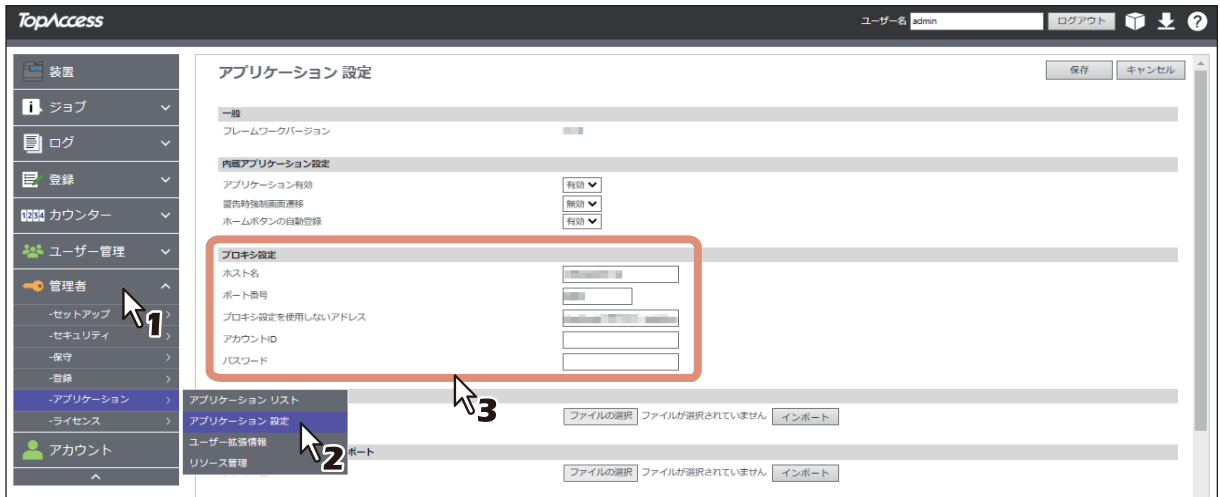 TopAccess
ユーザー名 admin ログアウト ?
装置
ジョブ
ログ
登録
1234 カウンター
ユーザー管理
管理者
-セットアップ
-セキュリティ
-保守
-登録
-アプリケーション
-ライセンス
アカウント
アプリケーション リスト
アプリケーション 設定
ユーザー拡張情報
リソース管理
1
2
3
アプリケーション 設定
保存 キャンセル
一般
フレームワークバージョン
内蔵アプリケーション設定
アプリケーション有効 有効
警告時強制画面遷移 無効
ホームボタンの自動登録 有効
プロキシ設定
ホスト名
ポート番号
プロキシ設定を使用しないアドレス
アカウントID
パスワード
ファイルの選択 ファイルが選択されていません インポート
ポート
ファイルの選択 ファイルが選択されていません インポート